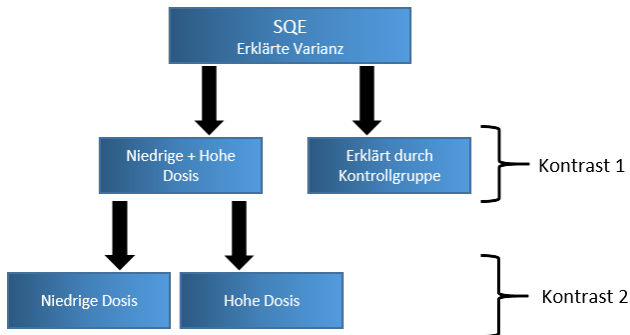 SQE
Erklärte Varianz
Niedrige + Hohe
Dosis
Erklärt durch
Kontrollgruppe
Kontrast 1
Niedrige Dosis
Hohe Dosis
Kontrast 2